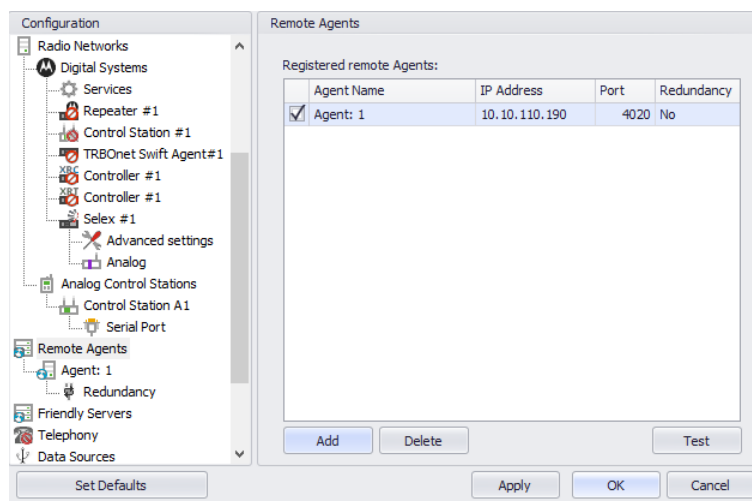 Configuration
Radio Networks
Digital Systems
Services
Repeater #1
Control Station #1
TRBOnet Swift Agent#1
XRC
Controller #1
XRT
Controller #1
Selex #1
Advanced settings
Analog
Analog Control Stations
Control Station A1
Serial Port
Remote Agents
Agent: 1
Redundancy
Friendly Servers
Telephony
Data Sources
Set Defaults
Remote Agents
Registered remote Agents:
Agent Name IP Address Port Redundancy
Agent: 1 10.10.110.190 4020 No
Add Delete Test
Apply OK Cancel